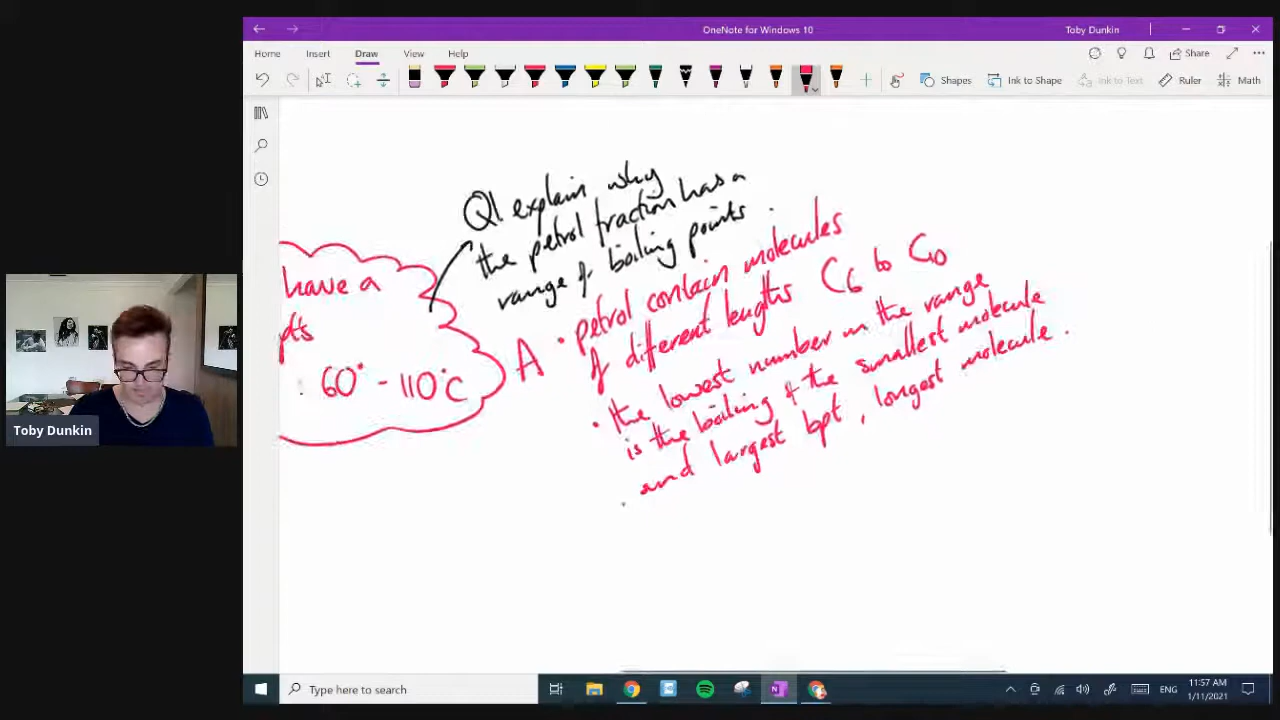 OneNote for Windows 10
Toby Dunkin
Home Insert Draw View Help
Share
Shapes Ink to Shape Ink to Text Ruler Math
Q1 explain why
the petrol fraction has a
range of boiling points.
have a
pts
60° - 110°C
A • petrol contain molecules
of different lengths C6 to C10
• the lowest number in the range
is the boiling of the smallest molecule
and largest bpt, longest molecule.
Toby Dunkin
Type here to search
ENG
11:57 AM
1/11/2021